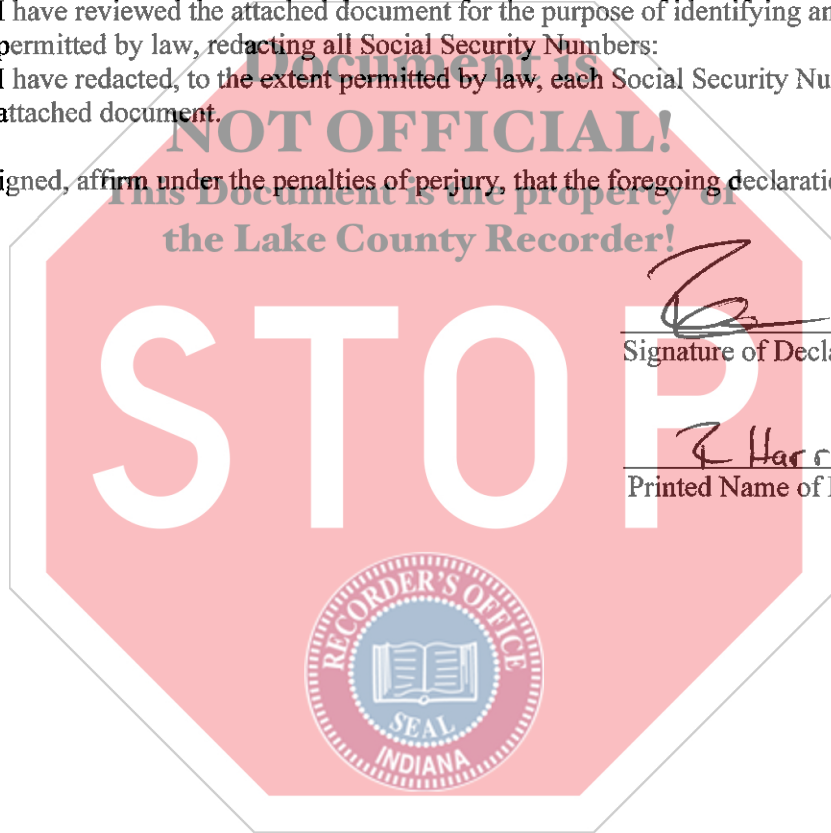 I have reviewed the attached document for the purpose of identifying an
permitted by law, redacting all Social Security Numbers:
I have redacted, to the extent permitted by law, each Social Security Nu
attached document.
Document is
NOT OFFICIAL!
igned, affirm under the penalties of perjury, that the foregoing declaratio
This Document is the property of
the Lake County Recorder!
STOP
Signature of Decla
Harr
Printed Name of
RECORDER'S OFFICE
SEAL
INDIANA